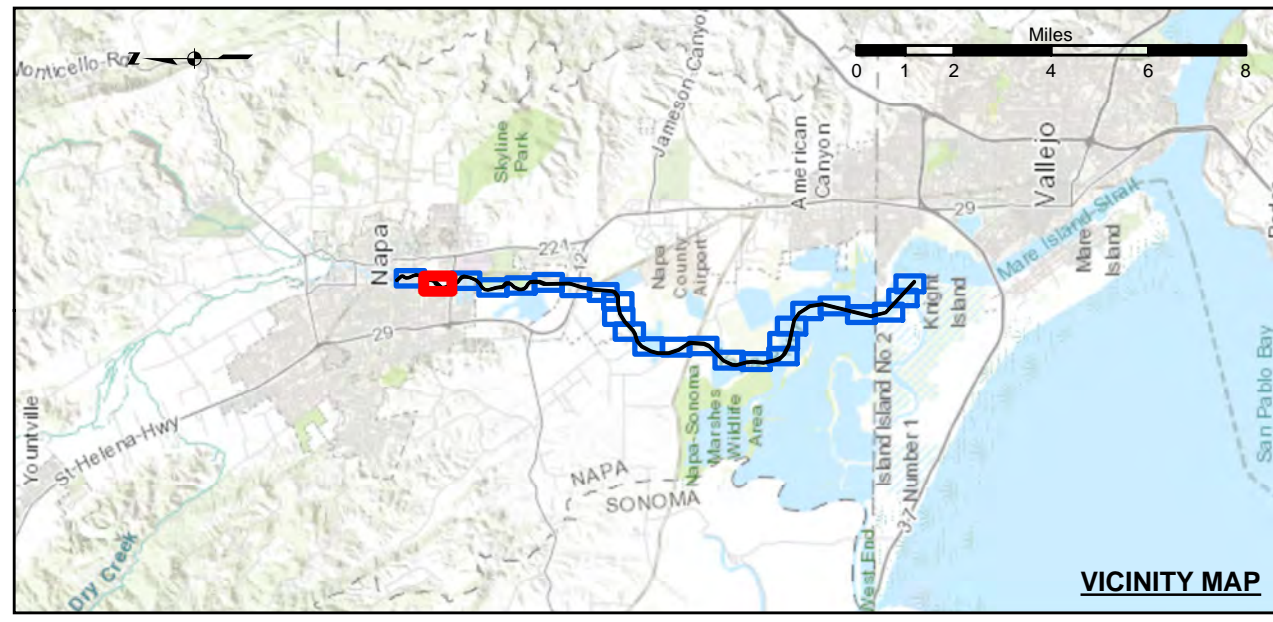 Monticello Rd
Z
Miles
0 1 2 4 6 8
Jameson Canyon
Skyline
Park
American
Canyon
Vallejo
29
Mare Island Strait
Mare
Island
Napa
221
12
Napa
County
Airport
29
Knight
Island
Yountville
St-Helena-Hwy
Dry Creek
Napa-Sonoma
Marshes
Wildlife
Area
NAPA
SONOMA
Island Island No 2
37 Number 1
West End
San Pablo Bay
VICINITY MAP